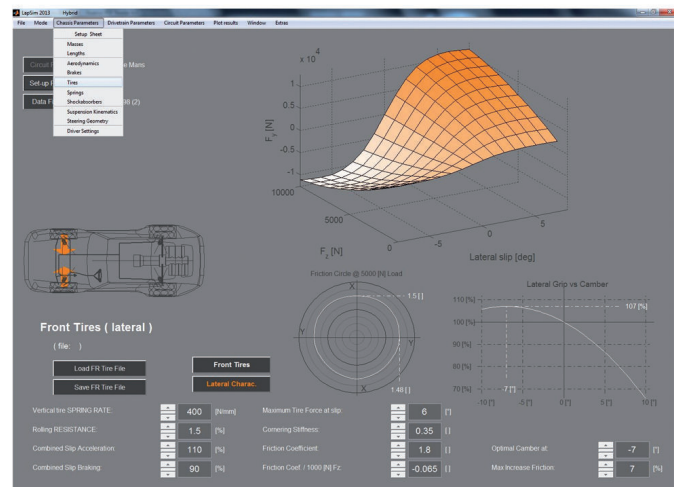 LapSim 2013 Hybrid
File Mode Chassis Parameters Drivetrain Parameters Circuit Parameters Plot results Window Extras
Setup Sheet
Masses
Lengths
Aerodynamics
Brakes
Tires
Springs
Shockabsorbers
Suspension Kinematics
Steering Geometry
Driver Settings
Circuit
Mans
Set-up
Data
98 (2)
x 10 4
1
0.5
0
-0.5
-1
Fy [N]
10000
5000
0
Fz [N]
-5
0
5
Lateral slip [deg]
Friction Circle @ 5000 [N] Load
X
1.5 []
Y
Y
X
1.48 []
Lateral Grip vs Camber
110 [%]
107 [%]
100 [%]
90 [%]
80 [%]
70 [%]
-7 [°]
-10 [°] -5 [°] 0 [°] 5 [°] 10 [°]
Front Tires ( lateral )
( file: )
Load FR Tire File
Save FR Tire File
Front Tires
Lateral Charac.
Vertical tire SPRING RATE: 400 [N/mm] Maximum Tire Force at slip: 6 [°]
Rolling RESISTANCE: 1.5 [%] Cornering Stiffness: 0.35 []
Combined Slip Acceleration: 110 [%] Friction Coefficient: 1.8 [] Optimal Camber at: -7 [°]
Combined Slip Braking: 90 [%] Friction Coef. / 1000 [N] Fz: -0.065 [] Max Increase Friction: 7 [%]